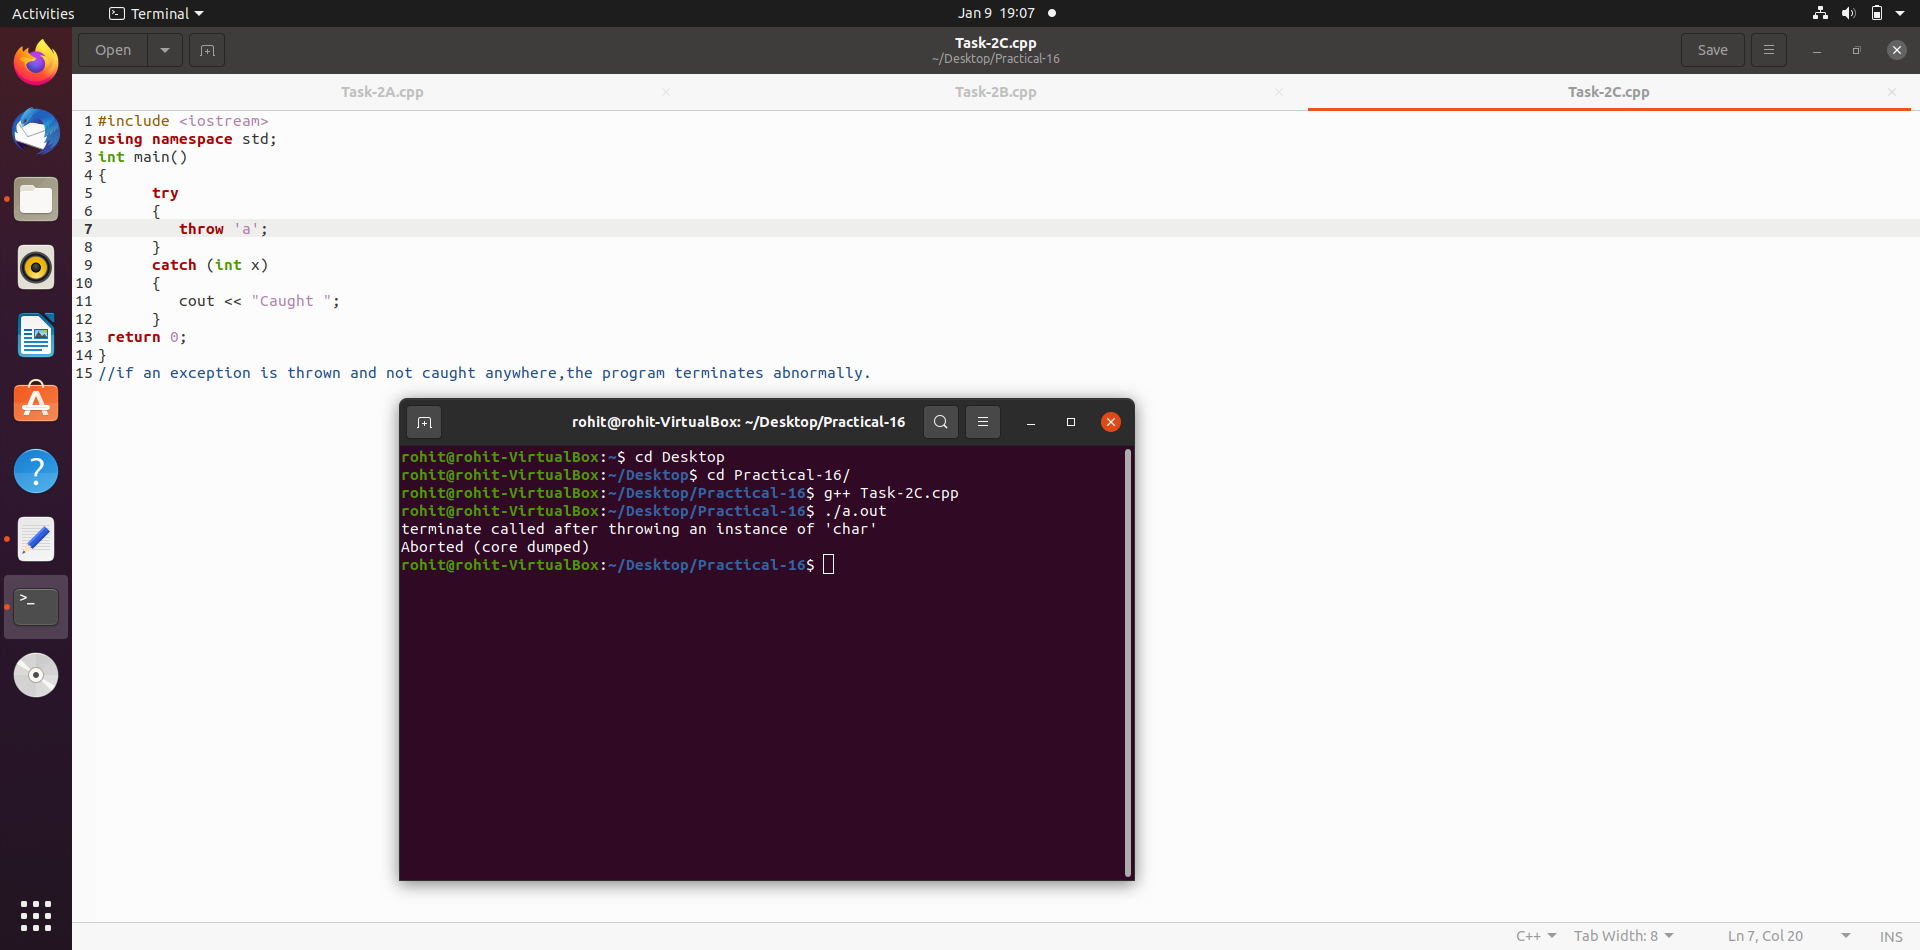 Activities Terminal Jan 9 19:07
Open Task-2C.cpp Save
~/Desktop/Practical-16
Task-2A.cpp Task-2B.cpp Task-2C.cpp
1 #include <iostream>
2 using namespace std;
3 int main()
4 {
5 try
6 {
7 throw 'a';
8 }
9 catch (int x)
10 {
11 cout << "Caught ";
12 }
13 return 0;
14 }
15 //if an exception is thrown and not caught anywhere,the program terminates abnormally.
rohit@rohit-VirtualBox: ~/Desktop/Practical-16
rohit@rohit-VirtualBox:~$ cd Desktop
rohit@rohit-VirtualBox:~/Desktop$ cd Practical-16/
rohit@rohit-VirtualBox:~/Desktop/Practical-16$ g++ Task-2C.cpp
rohit@rohit-VirtualBox:~/Desktop/Practical-16$ ./a.out
terminate called after throwing an instance of 'char'
Aborted (core dumped)
rohit@rohit-VirtualBox:~/Desktop/Practical-16$
C++ Tab Width: 8 Ln 7, Col 20 INS